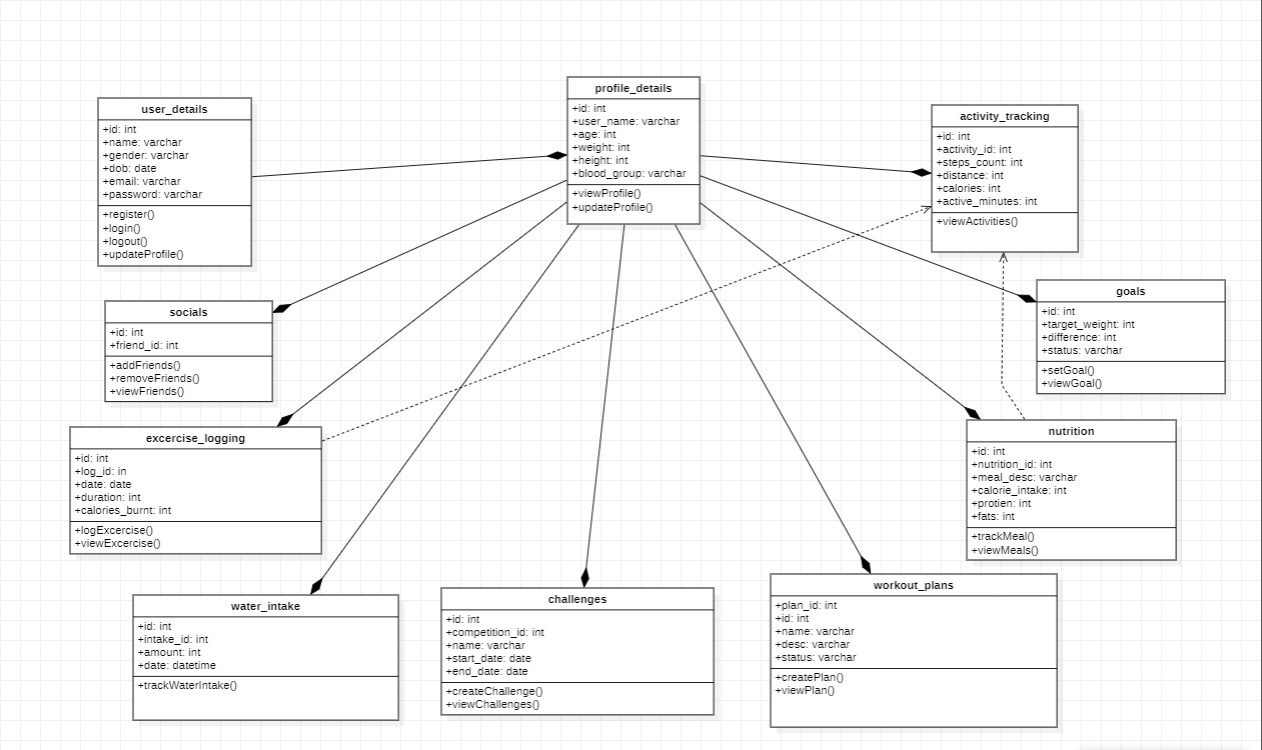 user_details
+id: int
+name: varchar
+gender: varchar
+dob: date
+email: varchar
+password: varchar
+register()
+login()
+logout()
+updateProfile()
profile_details
+id: int
+user_name: varchar
+age: int
+weight: int
+height: int
+blood_group: varchar
+viewProfile()
+updateProfile()
activity_tracking
+id: int
+activity_id: int
+steps_count: int
+distance: int
+calories: int
+active_minutes: int
+viewActivities()
socials
+id: int
+friend_id: int
+addFriends()
+removeFriends()
+viewFriends()
goals
+id: int
+target_weight: int
+difference: int
+status: varchar
+setGoal()
+viewGoal()
excercise_logging
+id: int
+log_id: in
+date: date
+duration: int
+calories_burnt: int
+logExcercise()
+viewExcercise()
nutrition
+id: int
+nutrition_id: int
+meal_desc: varchar
+calorie_intake: int
+protien: int
+fats: int
+trackMeal()
+viewMeals()
water_intake
+id: int
+intake_id: int
+amount: int
+date: datetime
+trackWaterIntake()
challenges
+id: int
+competition_id: int
+name: varchar
+start_date: date
+end_date: date
+createChallenge()
+viewChallenges()
workout_plans
+plan_id: int
+id: int
+name: varchar
+desc: varchar
+status: varchar
+createPlan()
+viewPlan()